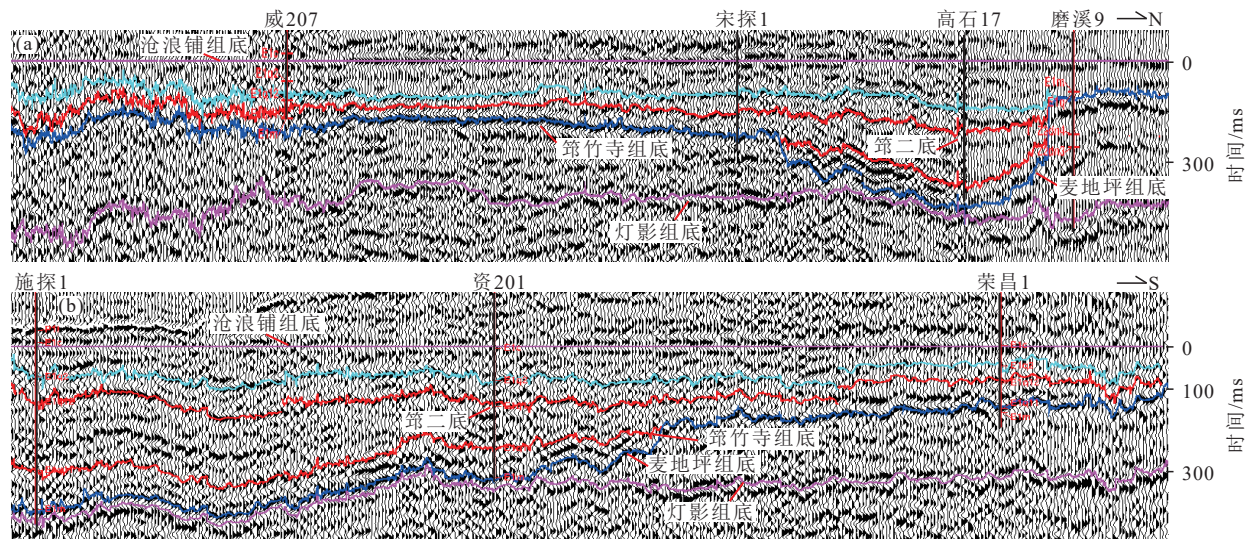 威207 宋探1 高石17 磨溪9 →N
(a)
沧浪铺组底
0
筇竹寺组底
筇二底
300
时间/ms
麦地坪组底
灯影组底
施探1 资201 荣昌1 →S
(b)
沧浪铺组底
0
100
筇二底
筇竹寺组底
时间/ms
麦地坪组底
300
灯影组底